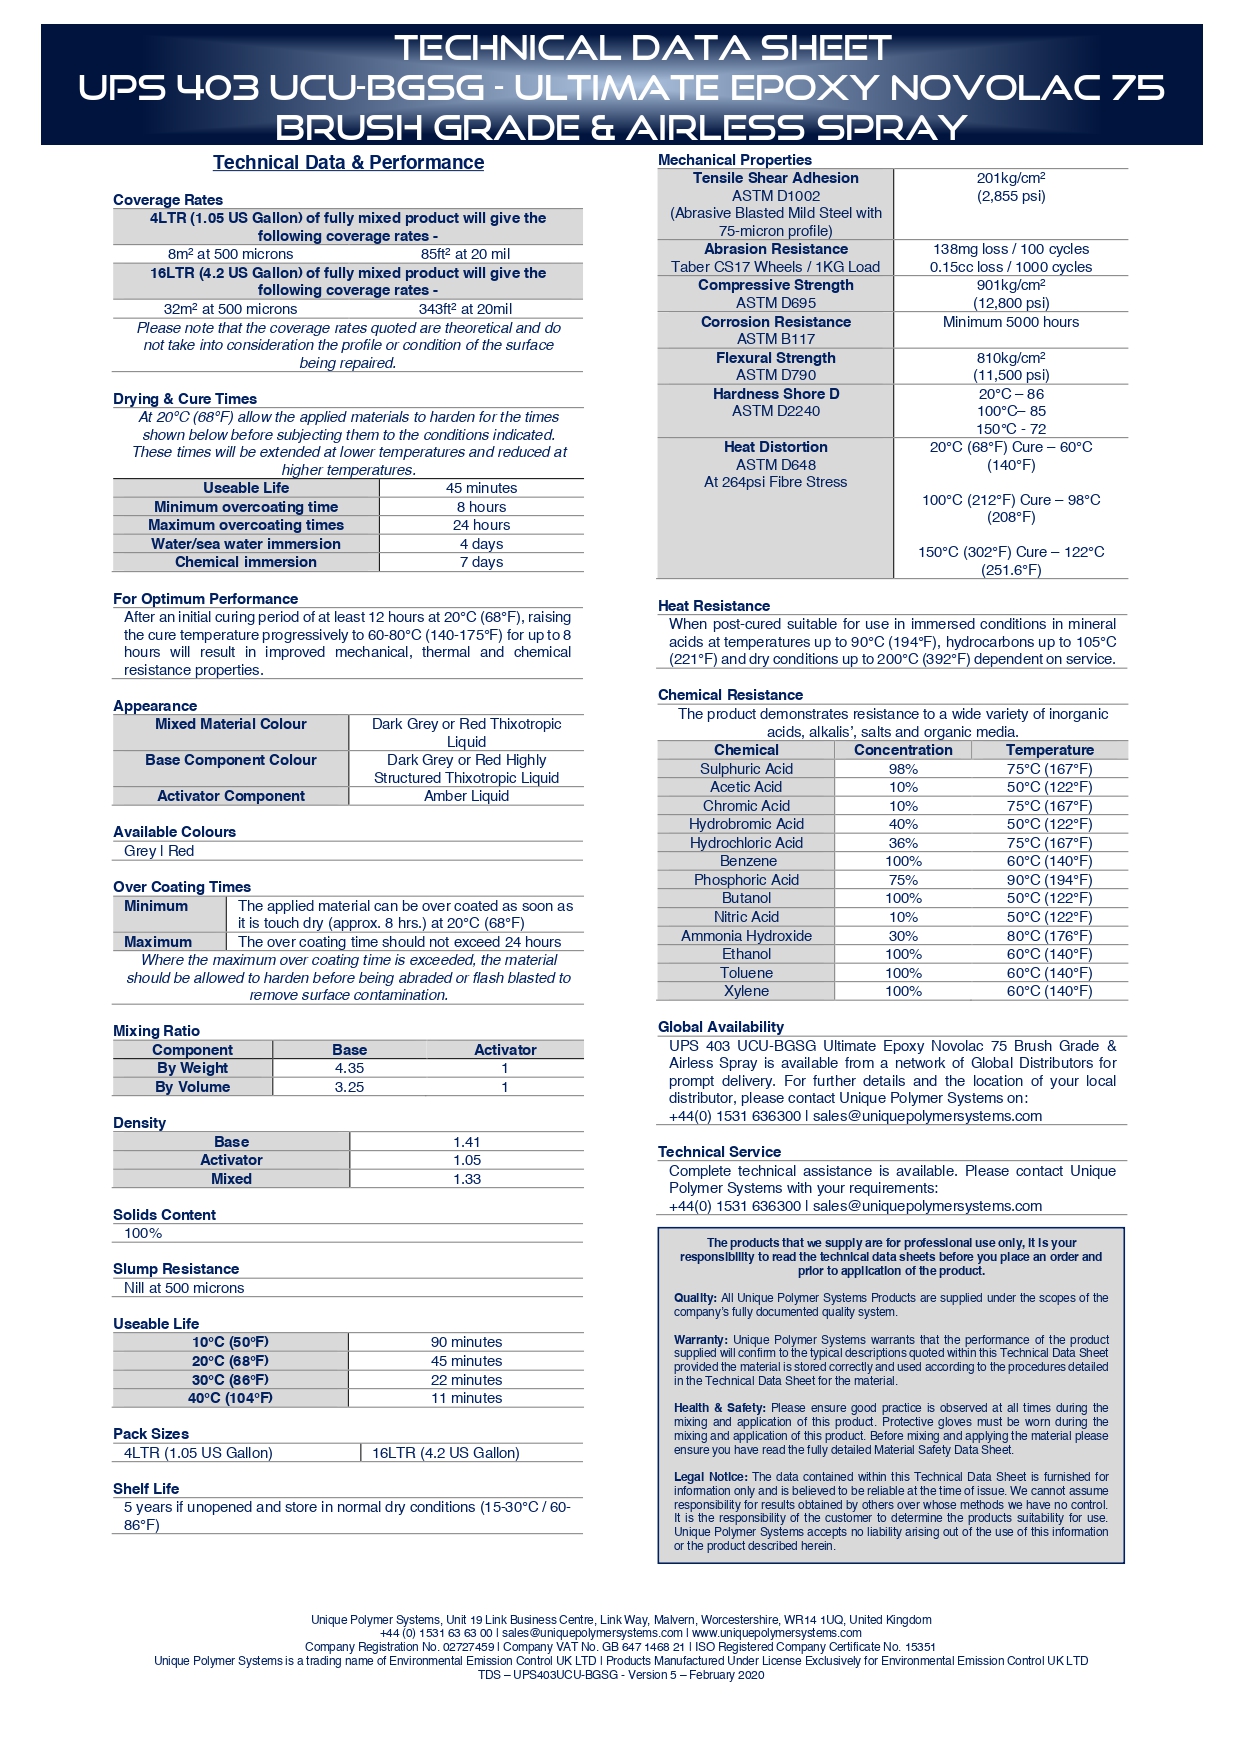 TECHNICAL DATA SHEET
UPS 403 UCU-BGSG - ULTIMATE EPOXY NOVOLAC 75
BRUSH GRADE & AIRLESS SPRAY
Technical Data & Performance
Coverage Rates
4LTR (1.05 US Gallon) of fully mixed product will give the
following coverage rates -
8m² at 500 microns 85ft² at 20 mil
16LTR (4.2 US Gallon) of fully mixed product will give the
following coverage rates -
32m² at 500 microns 343ft² at 20mil
Please note that the coverage rates quoted are theoretical and do
not take into consideration the profile or condition of the surface
being repaired.
Drying & Cure Times
At 20°C (68°F) allow the applied materials to harden for the times
shown below before subjecting them to the conditions indicated.
These times will be extended at lower temperatures and reduced at
higher temperatures.
Useable Life 45 minutes
Minimum overcoating time 8 hours
Maximum overcoating times 24 hours
Water/sea water immersion 4 days
Chemical immersion 7 days
For Optimum Performance
After an initial curing period of at least 12 hours at 20°C (68°F), raising
the cure temperature progressively to 60-80°C (140-175°F) for up to 8
hours will result in improved mechanical, thermal and chemical
resistance properties.
Appearance
Mixed Material Colour Dark Grey or Red Thixotropic
Liquid
Base Component Colour Dark Grey or Red Highly
Structured Thixotropic Liquid
Activator Component Amber Liquid
Available Colours
Grey | Red
Over Coating Times
Minimum The applied material can be over coated as soon as
it is touch dry (approx. 8 hrs.) at 20°C (68°F)
Maximum The over coating time should not exceed 24 hours
Where the maximum over coating time is exceeded, the material
should be allowed to harden before being abraded or flash blasted to
remove surface contamination.
Mixing Ratio
Component Base Activator
By Weight 4.35 1
By Volume 3.25 1
Density
Base 1.41
Activator 1.05
Mixed 1.33
Solids Content
100%
Slump Resistance
Nill at 500 microns
Useable Life
10°C (50°F) 90 minutes
20°C (68°F) 45 minutes
30°C (86°F) 22 minutes
40°C (104°F) 11 minutes
Pack Sizes
4LTR (1.05 US Gallon) 16LTR (4.2 US Gallon)
Shelf Life
5 years if unopened and store in normal dry conditions (15-30°C / 60-
86°F)
Mechanical Properties
Tensile Shear Adhesion 201kg/cm²
ASTM D1002 (2,855 psi)
(Abrasive Blasted Mild Steel with
75-micron profile)
Abrasion Resistance 138mg loss / 100 cycles
Taber CS17 Wheels / 1KG Load 0.15cc loss / 1000 cycles
Compressive Strength 901kg/cm²
ASTM D695 (12,800 psi)
Corrosion Resistance Minimum 5000 hours
ASTM B117
Flexural Strength 810kg/cm²
ASTM D790 (11,500 psi)
Hardness Shore D 20°C – 86
ASTM D2240 100°C– 85
150°C - 72
Heat Distortion 20°C (68°F) Cure – 60°C
ASTM D648 (140°F)
At 264psi Fibre Stress
100°C (212°F) Cure – 98°C
(208°F)
150°C (302°F) Cure – 122°C
(251.6°F)
Heat Resistance
When post-cured suitable for use in immersed conditions in mineral
acids at temperatures up to 90°C (194°F), hydrocarbons up to 105°C
(221°F) and dry conditions up to 200°C (392°F) dependent on service.
Chemical Resistance
The product demonstrates resistance to a wide variety of inorganic
acids, alkalis’, salts and organic media.
Chemical Concentration Temperature
Sulphuric Acid 98% 75°C (167°F)
Acetic Acid 10% 50°C (122°F)
Chromic Acid 10% 75°C (167°F)
Hydrobromic Acid 40% 50°C (122°F)
Hydrochloric Acid 36% 75°C (167°F)
Benzene 100% 60°C (140°F)
Phosphoric Acid 75% 90°C (194°F)
Butanol 100% 50°C (122°F)
Nitric Acid 10% 50°C (122°F)
Ammonia Hydroxide 30% 80°C (176°F)
Ethanol 100% 60°C (140°F)
Toluene 100% 60°C (140°F)
Xylene 100% 60°C (140°F)
Global Availability
UPS 403 UCU-BGSG Ultimate Epoxy Novolac 75 Brush Grade &
Airless Spray is available from a network of Global Distributors for
prompt delivery. For further details and the location of your local
distributor, please contact Unique Polymer Systems on:
+44(0) 1531 636300 | sales@uniquepolymersystems.com
Technical Service
Complete technical assistance is available. Please contact Unique
Polymer Systems with your requirements:
+44(0) 1531 636300 | sales@uniquepolymersystems.com
The products that we supply are for professional use only, it is your
responsibility to read the technical data sheets before you place an order and
prior to application of the product.
Quality: All Unique Polymer Systems Products are supplied under the scopes of the
company’s fully documented quality system.
Warranty: Unique Polymer Systems warrants that the performance of the product
supplied will confirm to the typical descriptions quoted within this Technical Data Sheet
provided the material is stored correctly and used according to the procedures detailed
in the Technical Data Sheet for the material.
Health & Safety: Please ensure good practice is observed at all times during the
mixing and application of this product. Protective gloves must be worn during the
mixing and application of this product. Before mixing and applying the material please
ensure you have read the fully detailed Material Safety Data Sheet.
Legal Notice: The data contained within this Technical Data Sheet is furnished for
information only and is believed to be reliable at the time of issue. We cannot assume
responsibility for results obtained by others over whose methods we have no control.
It is the responsibility of the customer to determine the products suitability for use.
Unique Polymer Systems accepts no liability arising out of the use of this information
or the product described herein.
Unique Polymer Systems, Unit 19 Link Business Centre, Link Way, Malvern, Worcestershire, WR14 1UQ, United Kingdom
+44 (0) 1531 63 63 00 | sales@uniquepolymersystems.com | www.uniquepolymersystems.com
Company Registration No. 02727459 | Company VAT No. GB 647 1468 21 | ISO Registered Company Certificate No. 15351
Unique Polymer Systems is a trading name of Environmental Emission Control UK LTD | Products Manufactured Under License Exclusively for Environmental Emission Control UK LTD
TDS – UPS403UCU-BGSG - Version 5 – February 2020